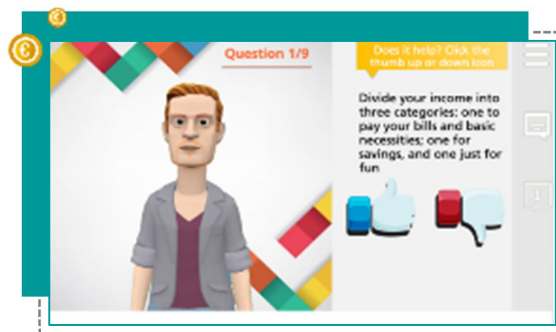 Question 1/9
Does it help? Click the
thumb up or down icon
Divide your income into
three categories: one to
pay your bills and basic
necessities; one for
savings, and one just for
fun